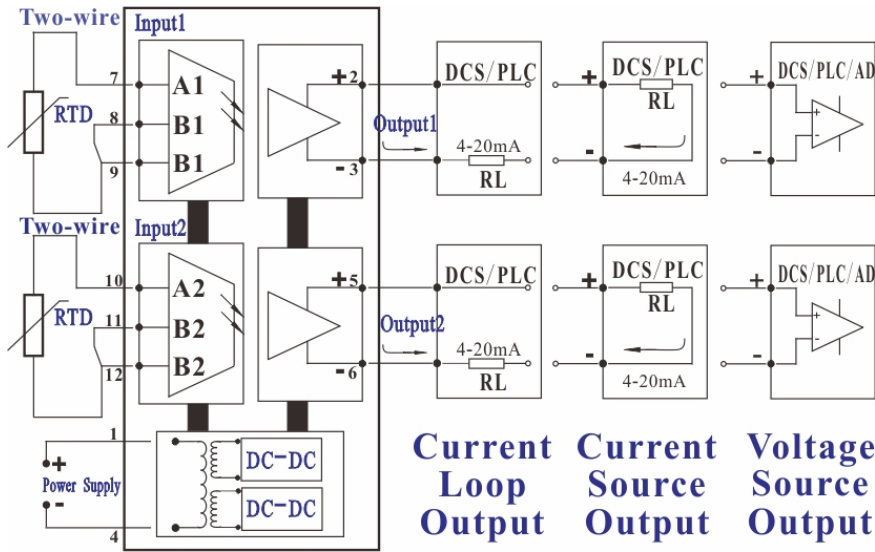 Two-wire
Input1
7
A1
RTD
8
B1
9
B1
+2
-3
Output1
DCS/PLC
4-20mA
RL
+
DCS/PLC
RL
-
4-20mA
+
DCS/PLC/AD
+
-
-
Two-wire
Input2
10
A2
RTD
11
B2
12
B2
+5
-6
Output2
DCS/PLC
4-20mA
RL
+
DCS/PLC
RL
-
4-20mA
+
DCS/PLC/AD
+
-
-
1
+
Power Supply
-
4
DC-DC
DC-DC
Current
Loop
Output
Current
Source
Output
Voltage
Source
Output